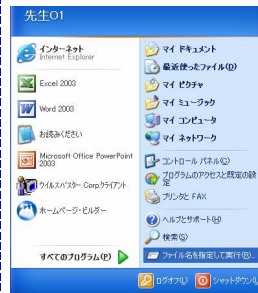 先生01
インターネット
Internet Explorer
Excel 2003
Word 2003
お読みください
Microsoft Office PowerPoint
2003
ウイルスバスター Corp.クライアント
ホームページ・ビルダー
すべてのプログラム(P)
マイ ドキュメント
最近使ったファイル(D)
マイ ピクチャ
マイ ミュージック
マイ コンピュータ
マイ ネットワーク
コントロール パネル(C)
プログラムのアクセスと既定の設
定
プリンタと FAX
ヘルプとサポート(H)
検索(S)
ファイル名を指定して実行(R)...
ログオフ(L)
シャットダウン(U)